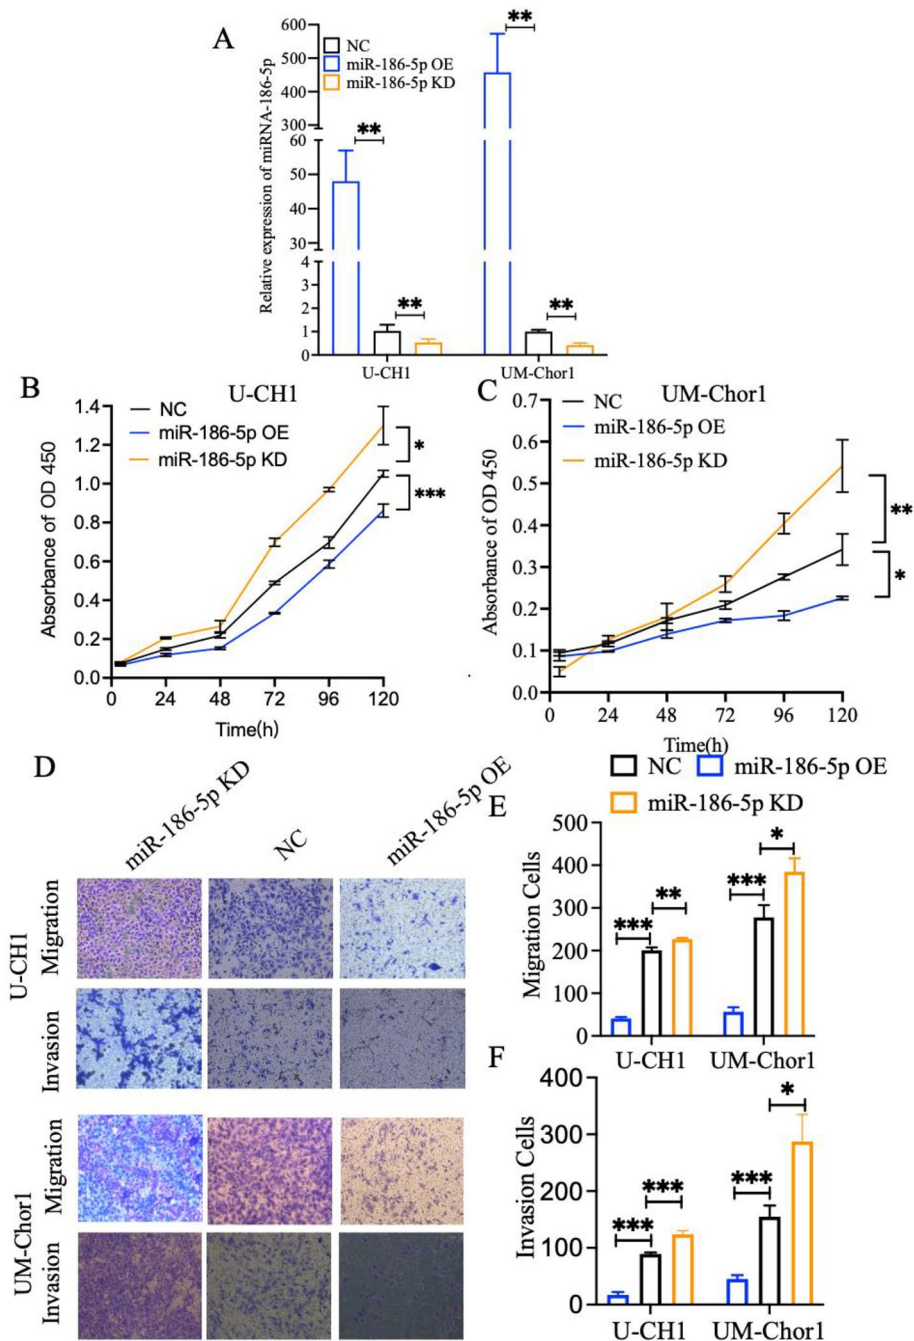 A
Relative expression of miRNA-186-5p
600
500
400
300
60
50
40
30
4
3
2
1
0
NC
miR-186-5p OE
miR-186-5p KD
**
**
**
**
U-CH1
UM-Chor1
B
U-CH1
Absorbance of OD 450
1.4
1.2
1.0
0.8
0.6
0.4
0.2
0.0
NC
miR-186-5p OE
miR-186-5p KD
*
***
0 24 48 72 96 120
Time(h)
C
UM-Chor1
Absorbance of OD 450
0.7
0.6
0.5
0.4
0.3
0.2
0.1
0.0
NC
miR-186-5p OE
miR-186-5p KD
**
*
0 24 48 72 96 120
Time(h)
D
miR-186-5p KD
NC
miR-186-5p OE
U-CH1
Migration
Invasion
UM-Chor1
Migration
Invasion
E
NC miR-186-5p OE
miR-186-5p KD
Migration Cells
500
400
300
200
100
0
***
**
***
*
U-CH1 UM-Chor1
F
Invasion Cells
400
300
200
100
0
***
***
***
*
U-CH1 UM-Chor1